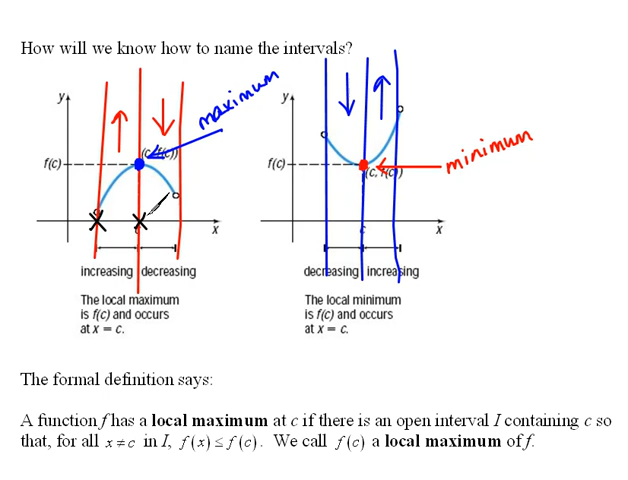 How will we know how to name the intervals?
maximum
y
y
(c, f(c))
f(c)
f(c)
minimum
(c, f(c))
x
c
x
increasing decreasing
decreasing increasing
The local maximum
is f(c) and occurs
at x = c.
The local minimum
is f(c) and occurs
at x = c.
The formal definition says:
A function f has a local maximum at c if there is an open interval I containing c so
that, for all x ≠ c in I, f(x) ≤ f(c). We call f(c) a local maximum of f.